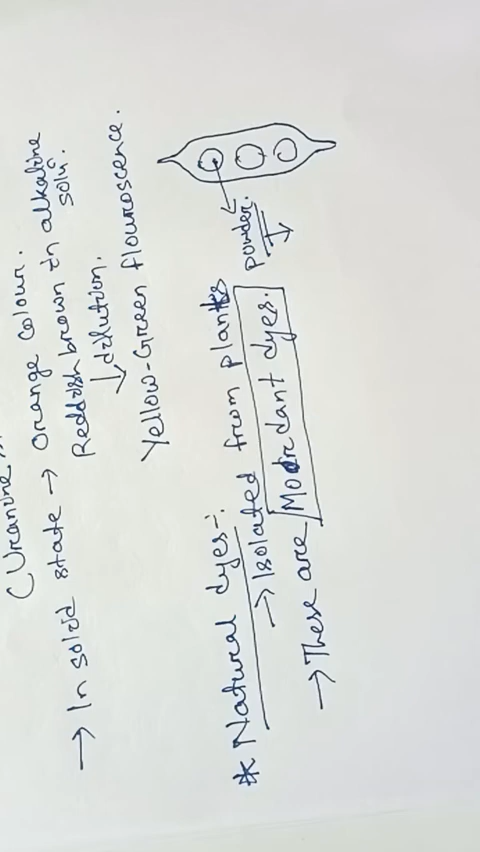 (Uranine)
→ In solid state → Orange colour.
Reddish brown in alkaline
soln.
↓ dilution.
Yellow-Green flouroscence.
* Natural dyes :-
→ Isolated from plants
→ These are Mordant dyes.
powder.